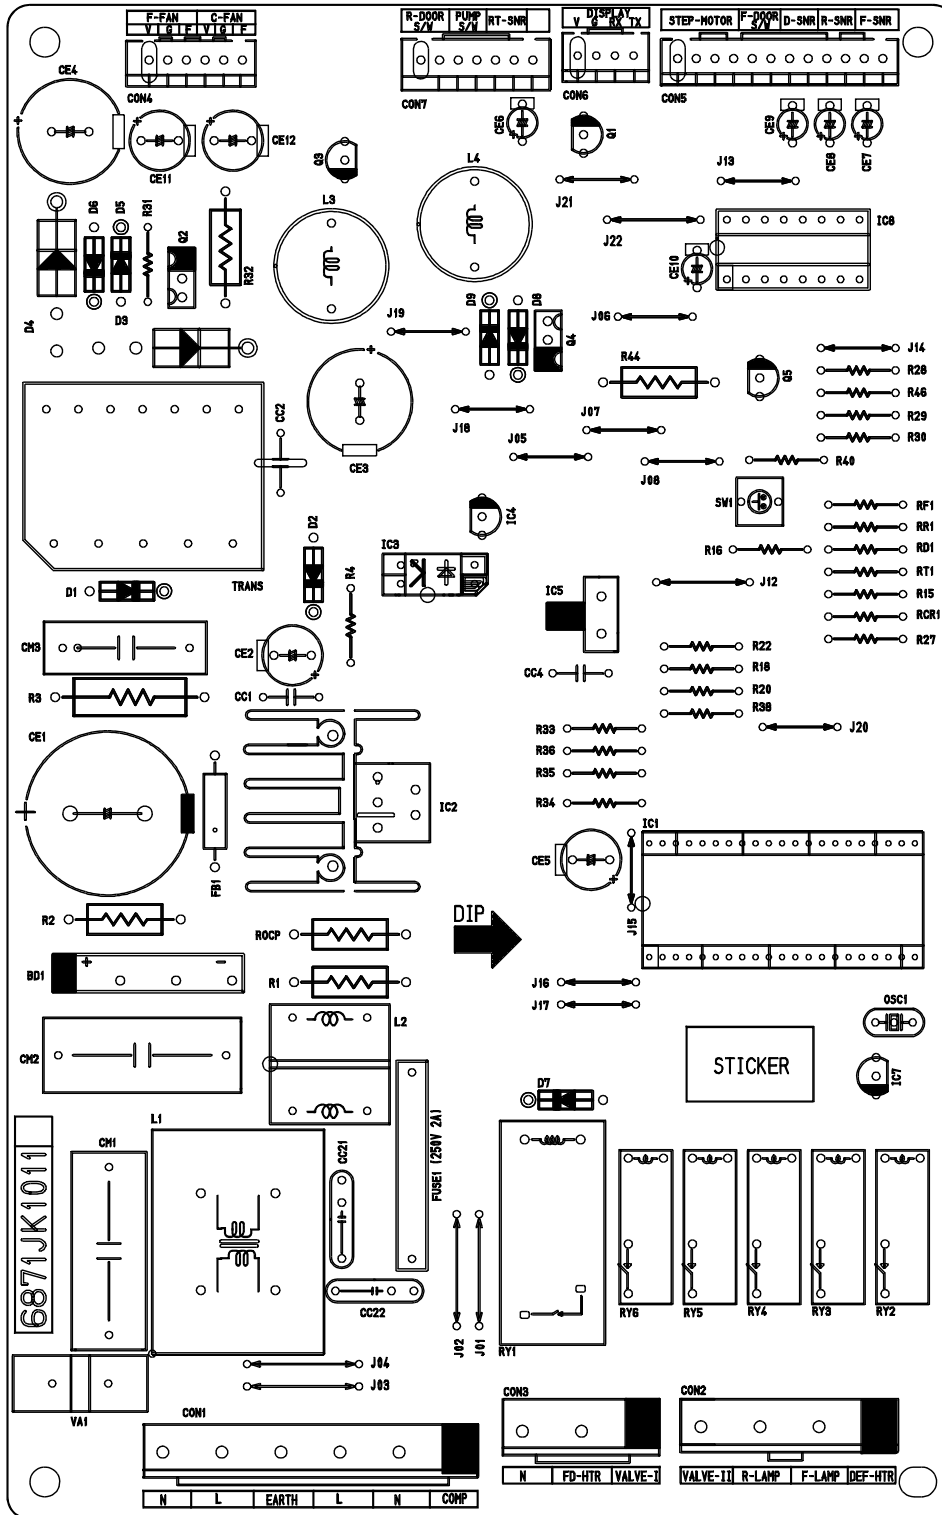 F-FAN C-FAN
V G F V G F
CON4
R-DOOR S/W PUMP S/W RT-SNR
CON7
DISPLAY
V G RX TX
CON6
STEP-MOTOR F-DOOR S/W D-SNR R-SNR F-SNR
CON5
CE4
CE11
CE12
CE6
Q1
CE9
CE8
CE7
Q3
L4
J13
J21
L3
D6
D5
R31
Q2
R32
J22
IC8
CE10
D4
D3
J19
D9
D8
Q4
J06
J14
R28
R46
R29
R30
R44
Q5
CC2
CE3
J18
J07
J05
J08
R40
SW1
RF1
RR1
RD1
RT1
R15
RCR1
R27
D2
IC4
IC3
R16
D1
TRANS
R4
IC5
J12
CM3
CE2
CC4
R22
R18
R20
R38
R3
CC1
J20
CE1
R33
R36
R35
R34
IC2
IC1
FB1
CE5
R2
ROCP
DIP
J15
BD1
R1
J16
J17
OSC1
L2
CM2
STICKER
IC7
D7
L1
CM1
CC21
FUSE1 (250V 2A)
6871JK1011
CC22
J02
J01
RY1
RY6
RY5
RY4
RY3
RY2
J04
J03
VA1
CON1
CON3
CON2
N L EARTH L N COMP
N FD-HTR VALVE-I
VALVE-II R-LAMP F-LAMP DEF-HTR